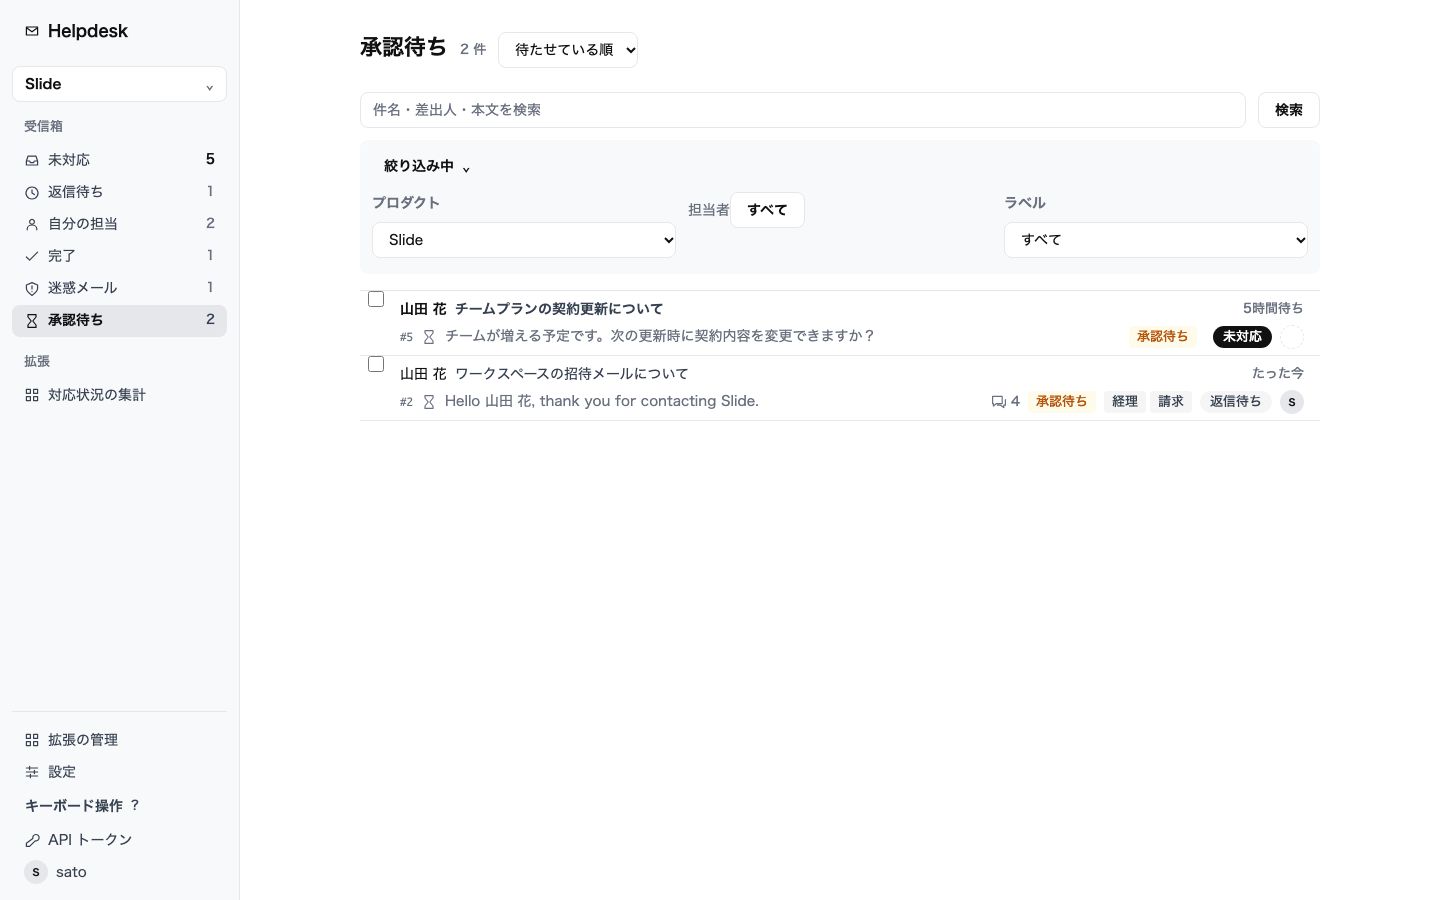 Helpdesk
Slide
受信箱
未対応 5
返信待ち 1
自分の担当 2
完了 1
迷惑メール 1
承認待ち 2
拡張
対応状況の集計
拡張の管理
設定
キーボード操作 ?
API トークン
S sato
承認待ち 2 件 待たせている順
件名・差出人・本文を検索 検索
絞り込み中
プロダクト 担当者 すべて ラベル
Slide すべて
山田 花 チームプランの契約更新について 5時間待ち
#5 チームが増える予定です。次の更新時に契約内容を変更できますか？ 承認待ち 未対応
山田 花 ワークスペースの招待メールについて たった今
#2 Hello 山田 花, thank you for contacting Slide. 4 承認待ち 経理 請求 返信待ち S